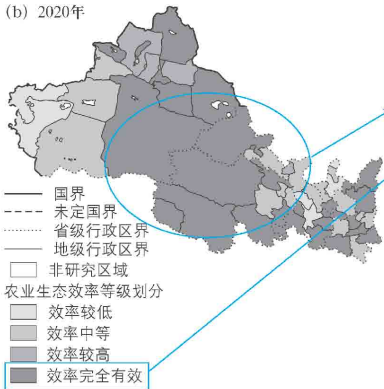 (b) 2020年
国界
未定国界
省级行政区界
地级行政区界
非研究区域
农业生态效率等级划分
效率较低
效率中等
效率较高
效率完全有效